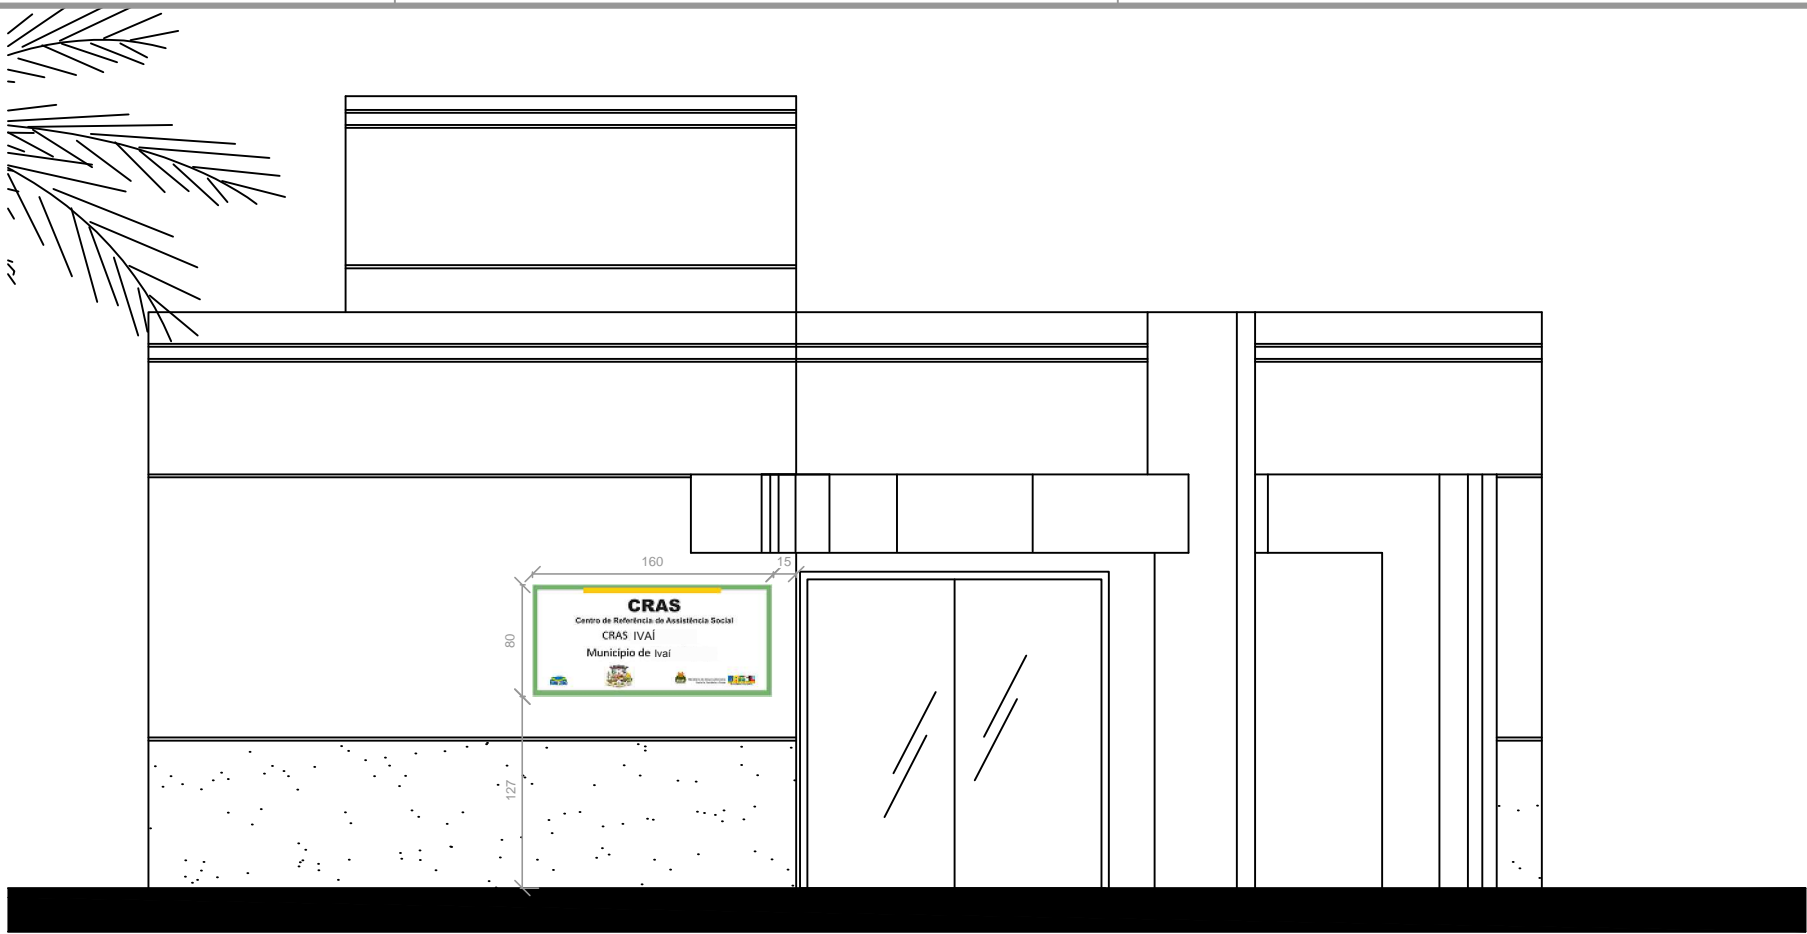 160
15
80
CRAS
Centro de Referência de Assistência Social
CRAS IVAÍ
Município de Ivaí
127